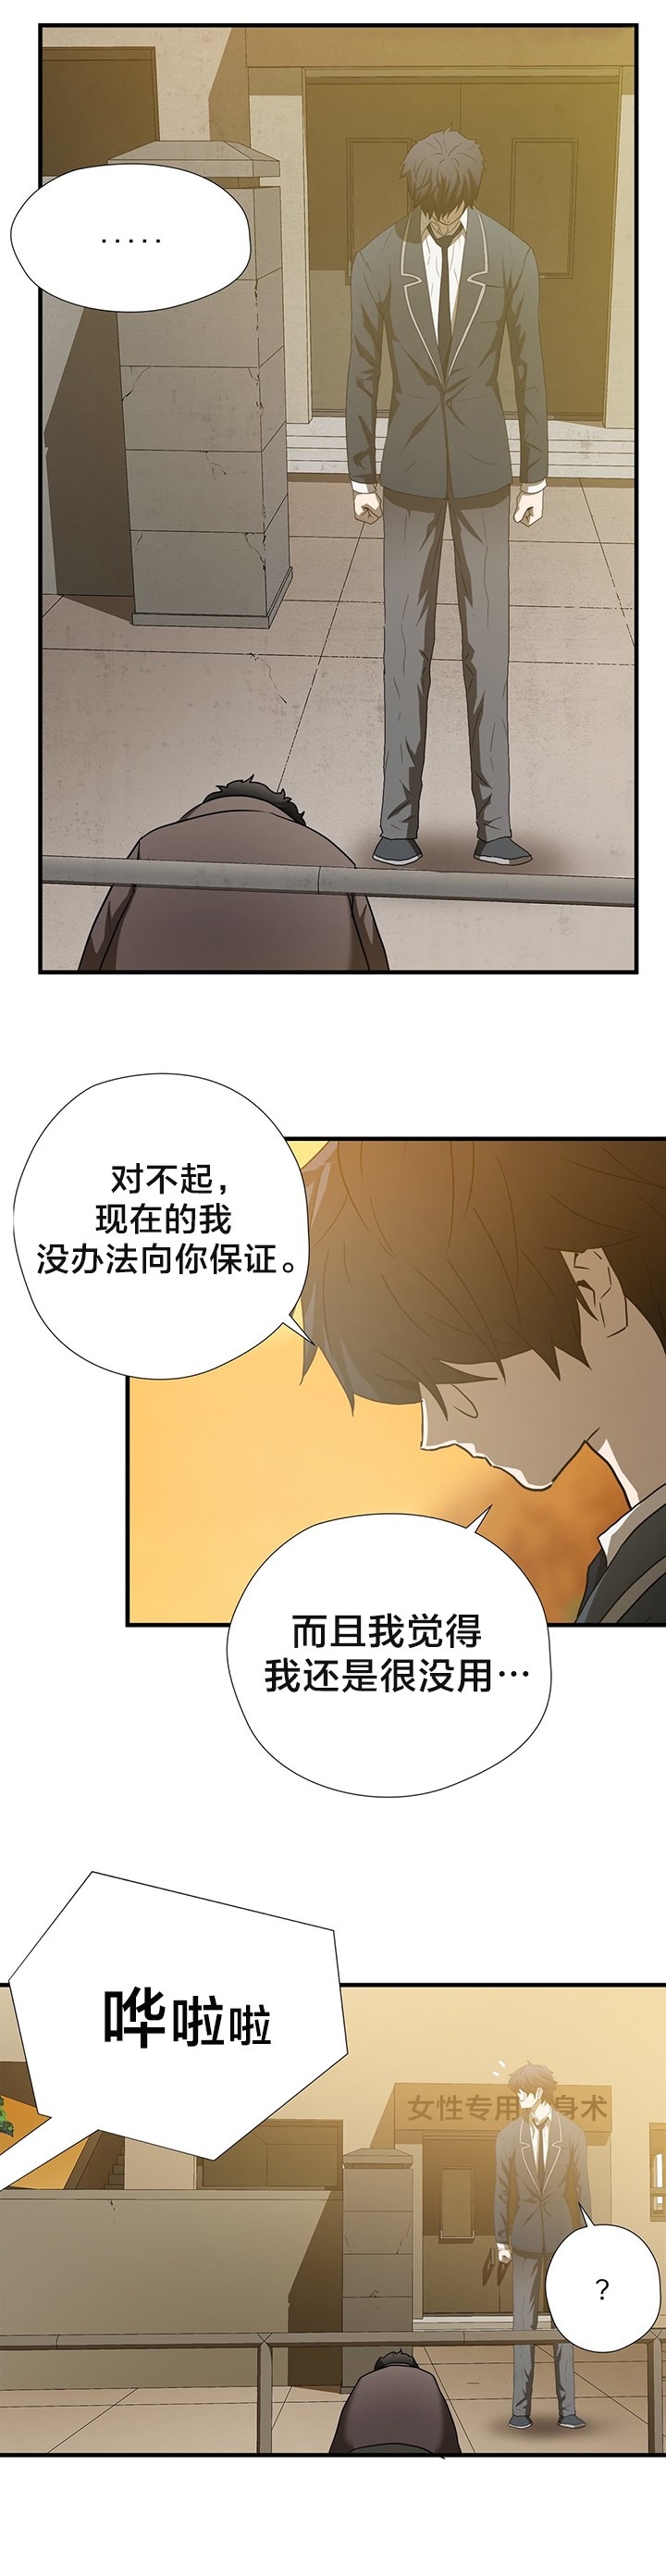 .....
对不起，
现在的我
没办法向你保证。
而且我觉得
我还是很没用…
哗啦啦
女性专用 身术
?